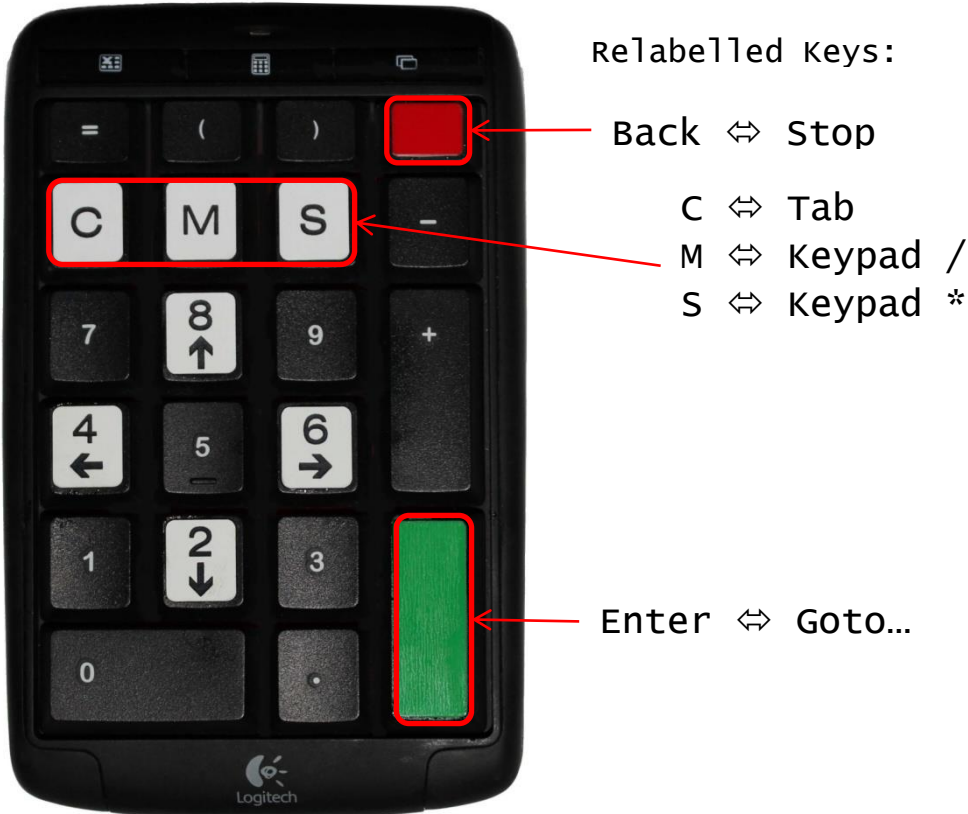 Relabelled Keys:
Back ⇔ Stop
C ⇔ Tab
M ⇔ Keypad /
S ⇔ Keypad *
Enter ⇔ Goto…
= ( )
C M S -
7 8 ↑ 9 +
4 ← 5 6 →
1 2 ↓ 3
0 .
Logitech